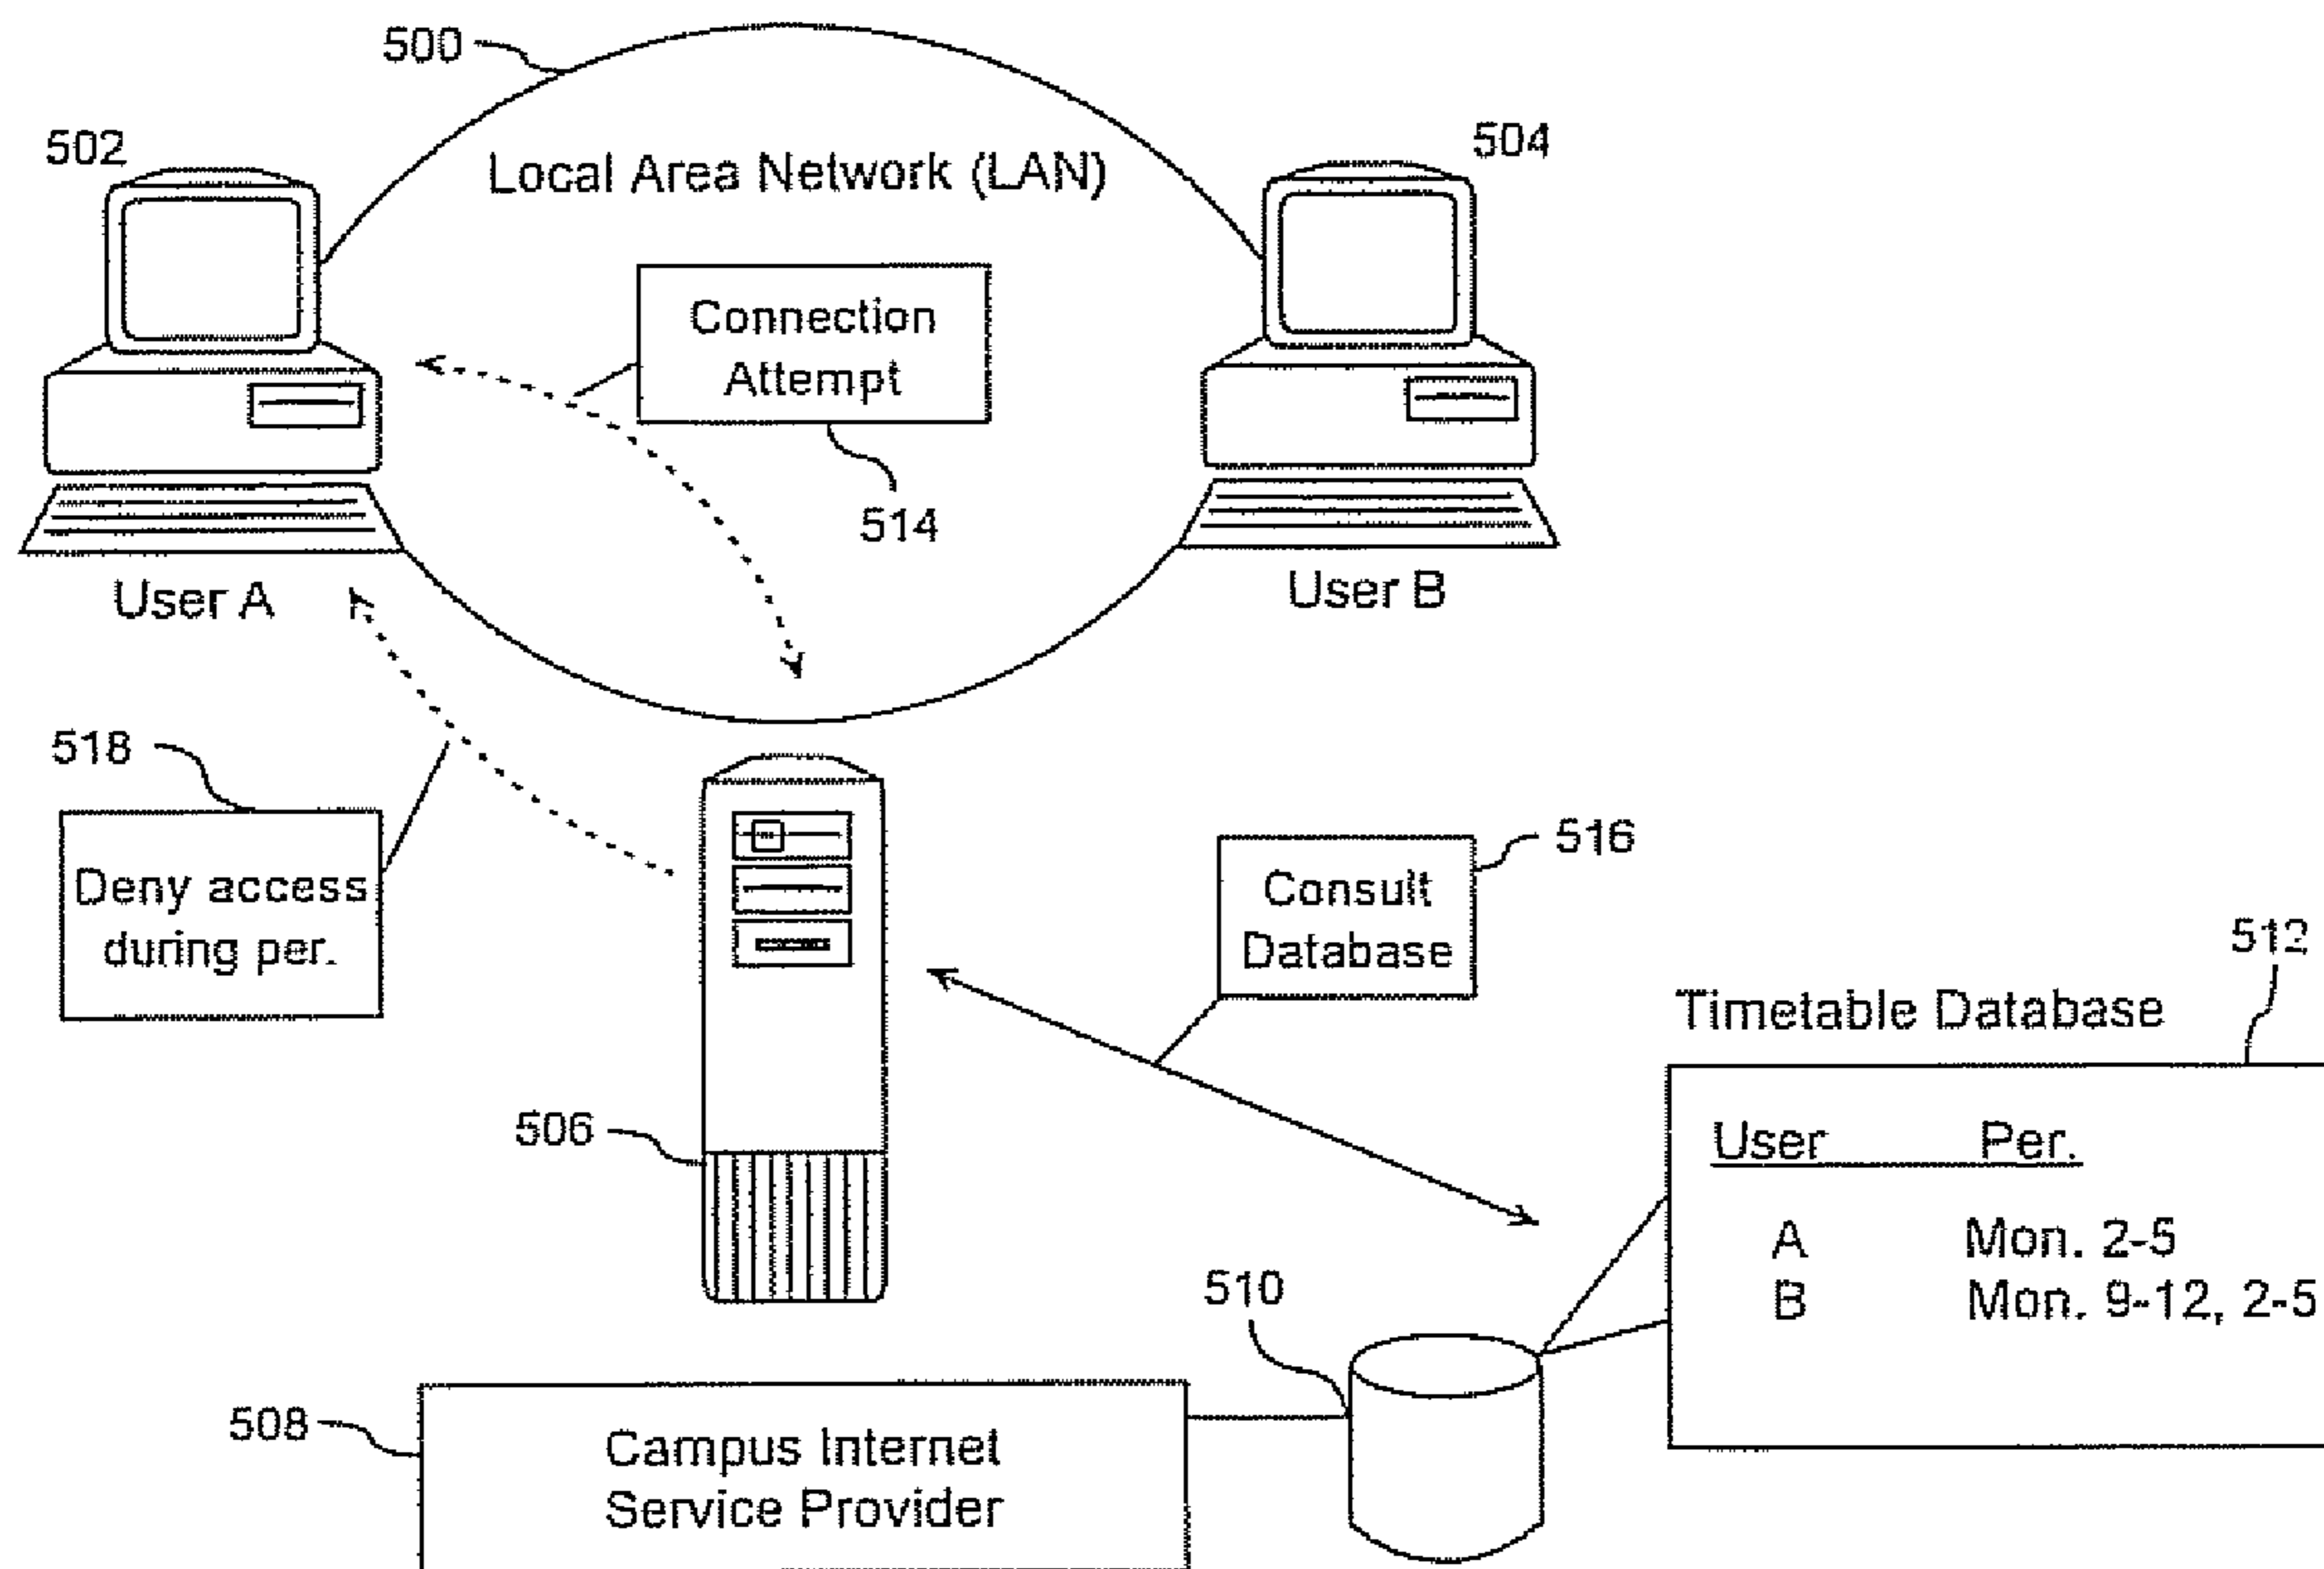 500
502
504
Local Area Network (LAN)
Connection
Attempt
514
User A
User B
518
Deny access
during per.
516
Consult
Database
512
Timetable Database
User Per.
A Mon. 2-5
B Mon. 9-12, 2-5
506
510
508
Campus Internet
Service Provider